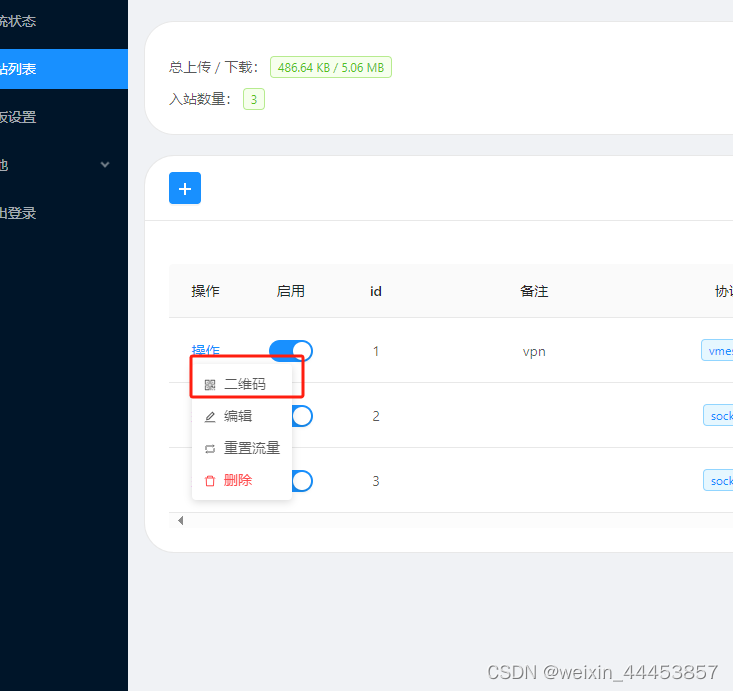 统状态
站列表
板设置
他
出登录
总上传 / 下载： 486.64 KB / 5.06 MB
入站数量： 3
+
操作 启用 id 备注 协议
操作 1 vpn vmes
二维码
编辑 2 sock
重置流量
删除 3 sock
CSDN @weixin_44453857